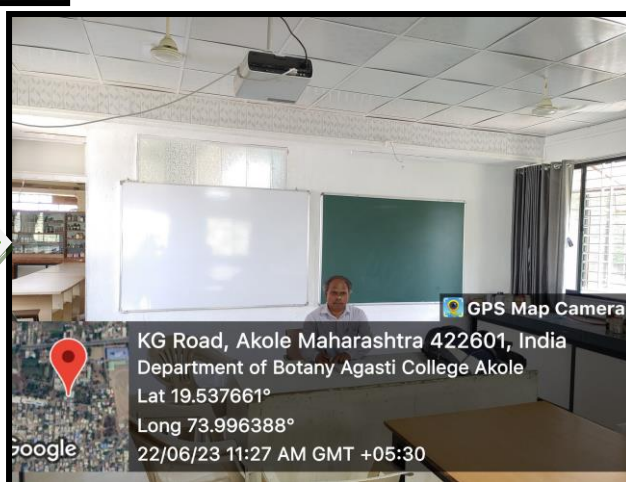 GPS Map Camera
KG Road, Akole Maharashtra 422601, India
Department of Botany Agasti College Akole
Lat 19.537661°
Long 73.996388°
22/06/23 11:27 AM GMT +05:30
Google